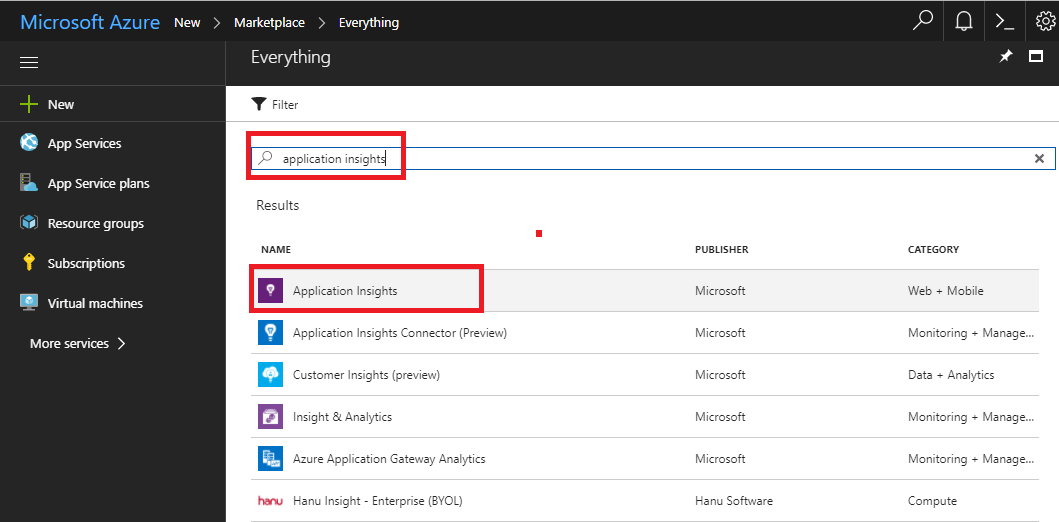 Microsoft Azure New Marketplace Everything
Everything
New
App Services
App Service plans
Resource groups
Subscriptions
Virtual machines
More services
Filter
application insights
Results
NAME PUBLISHER CATEGORY
Application Insights Microsoft Web + Mobile
Application Insights Connector (Preview) Microsoft Monitoring + Manage...
Customer Insights (preview) Microsoft Data + Analytics
Insight & Analytics Microsoft Monitoring + Manage...
Azure Application Gateway Analytics Microsoft Monitoring + Manage...
hanu Hanu Insight - Enterprise (BYOL) Hanu Software Compute